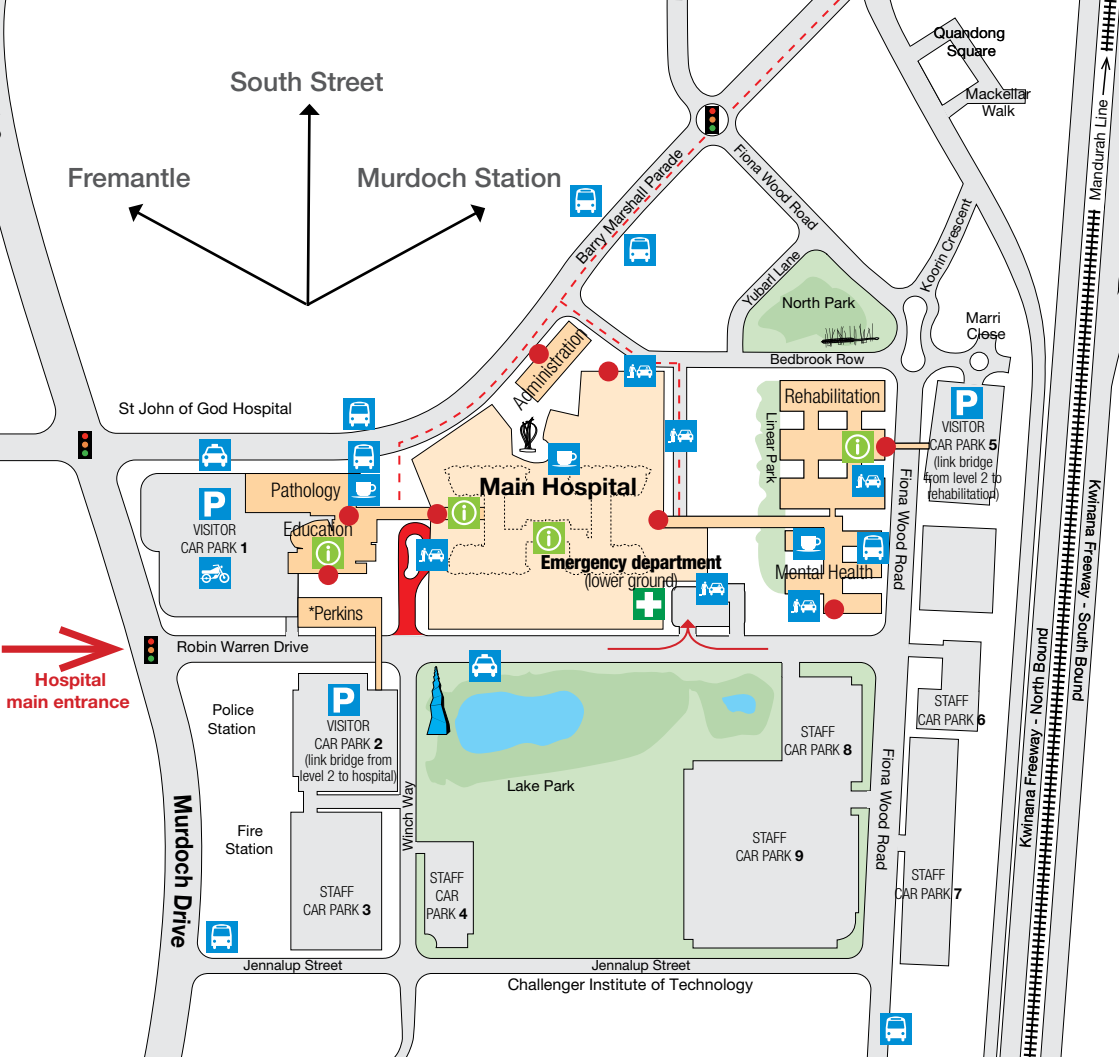 Quandong
Square
South Street
Mackellar
Walk
Mandurah Line
Fremantle
Murdoch Station
Barry Marshall Parade
Fiona Wood Road
Koorin Crescent
Yubarl Lane
North Park
Marri
Close
Bedbrook Row
Administration
St John of God Hospital
Rehabilitation
Linear Park
P
VISITOR
CAR PARK 5
(link bridge
from level 2 to
rehabilitation)
Fiona Wood Road
Pathology
Main Hospital
P
VISITOR
CAR PARK 1
Education
i
i
i
i
Emergency department
(lower ground)
Mental Health
*Perkins
Robin Warren Drive
Hospital
main entrance
Kwinana Freeway - South Bound
Kwinana Freeway - North Bound
Police
Station
P
VISITOR
CAR PARK 2
(link bridge from
level 2 to hospital)
STAFF
CAR PARK 6
STAFF
CAR PARK 8
Lake Park
Winch Way
Fiona Wood Road
Murdoch Drive
Fire
Station
STAFF
CAR PARK 9
STAFF
CAR PARK 3
STAFF
CAR
PARK 4
STAFF
CAR PARK 7
Jennalup Street
Jennalup Street
Challenger Institute of Technology